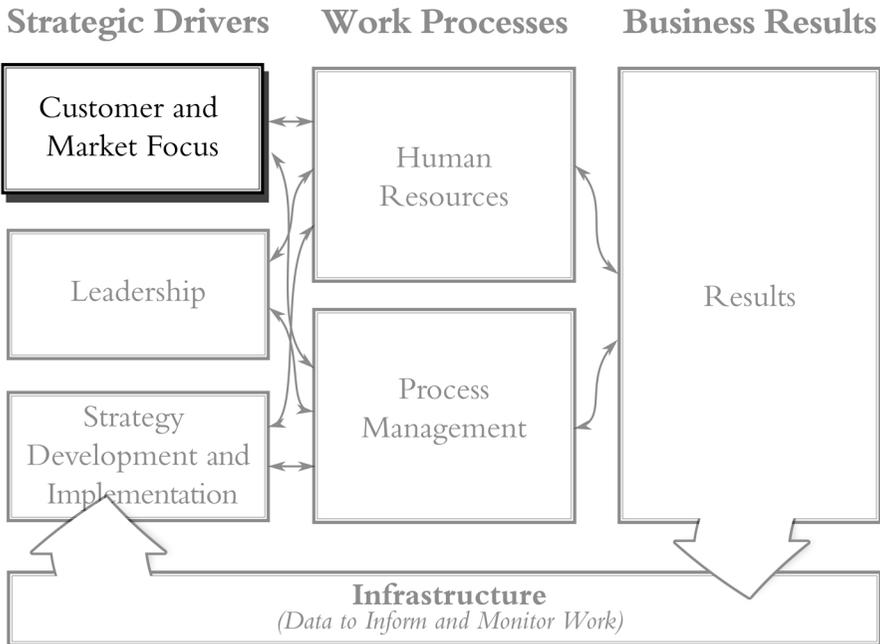 Strategic Drivers
Work Processes
Business Results
Customer and
Market Focus
Leadership
Strategy
Development and
Implementation
Human
Resources
Process
Management
Results
Infrastructure
(Data to Inform and Monitor Work)